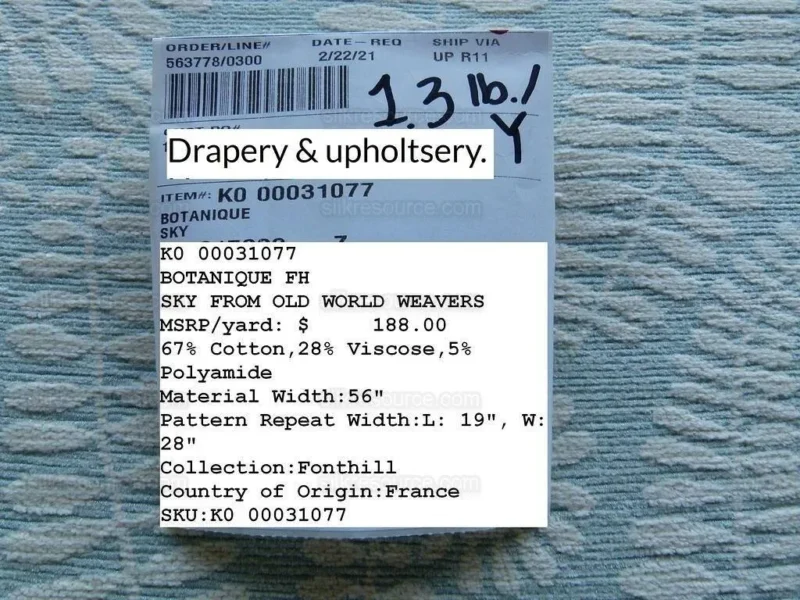 ORDER/LINE# DATE-REQ SHIP VIA
563778/0300 2/22/21 UP R11
1.3 lb./
Y
Drapery & upholtsery.
ITEM#: K0 00031077
BOTANIQUE
SKY
K0 00031077
BOTANIQUE FH
SKY FROM OLD WORLD WEAVERS
MSRP/yard: $ 188.00
67% Cotton,28% Viscose,5%
Polyamide
Material Width:56"
Pattern Repeat Width:L: 19", W:
28"
Collection:Fonthill
Country of Origin:France
SKU:K0 00031077
silkresource.com